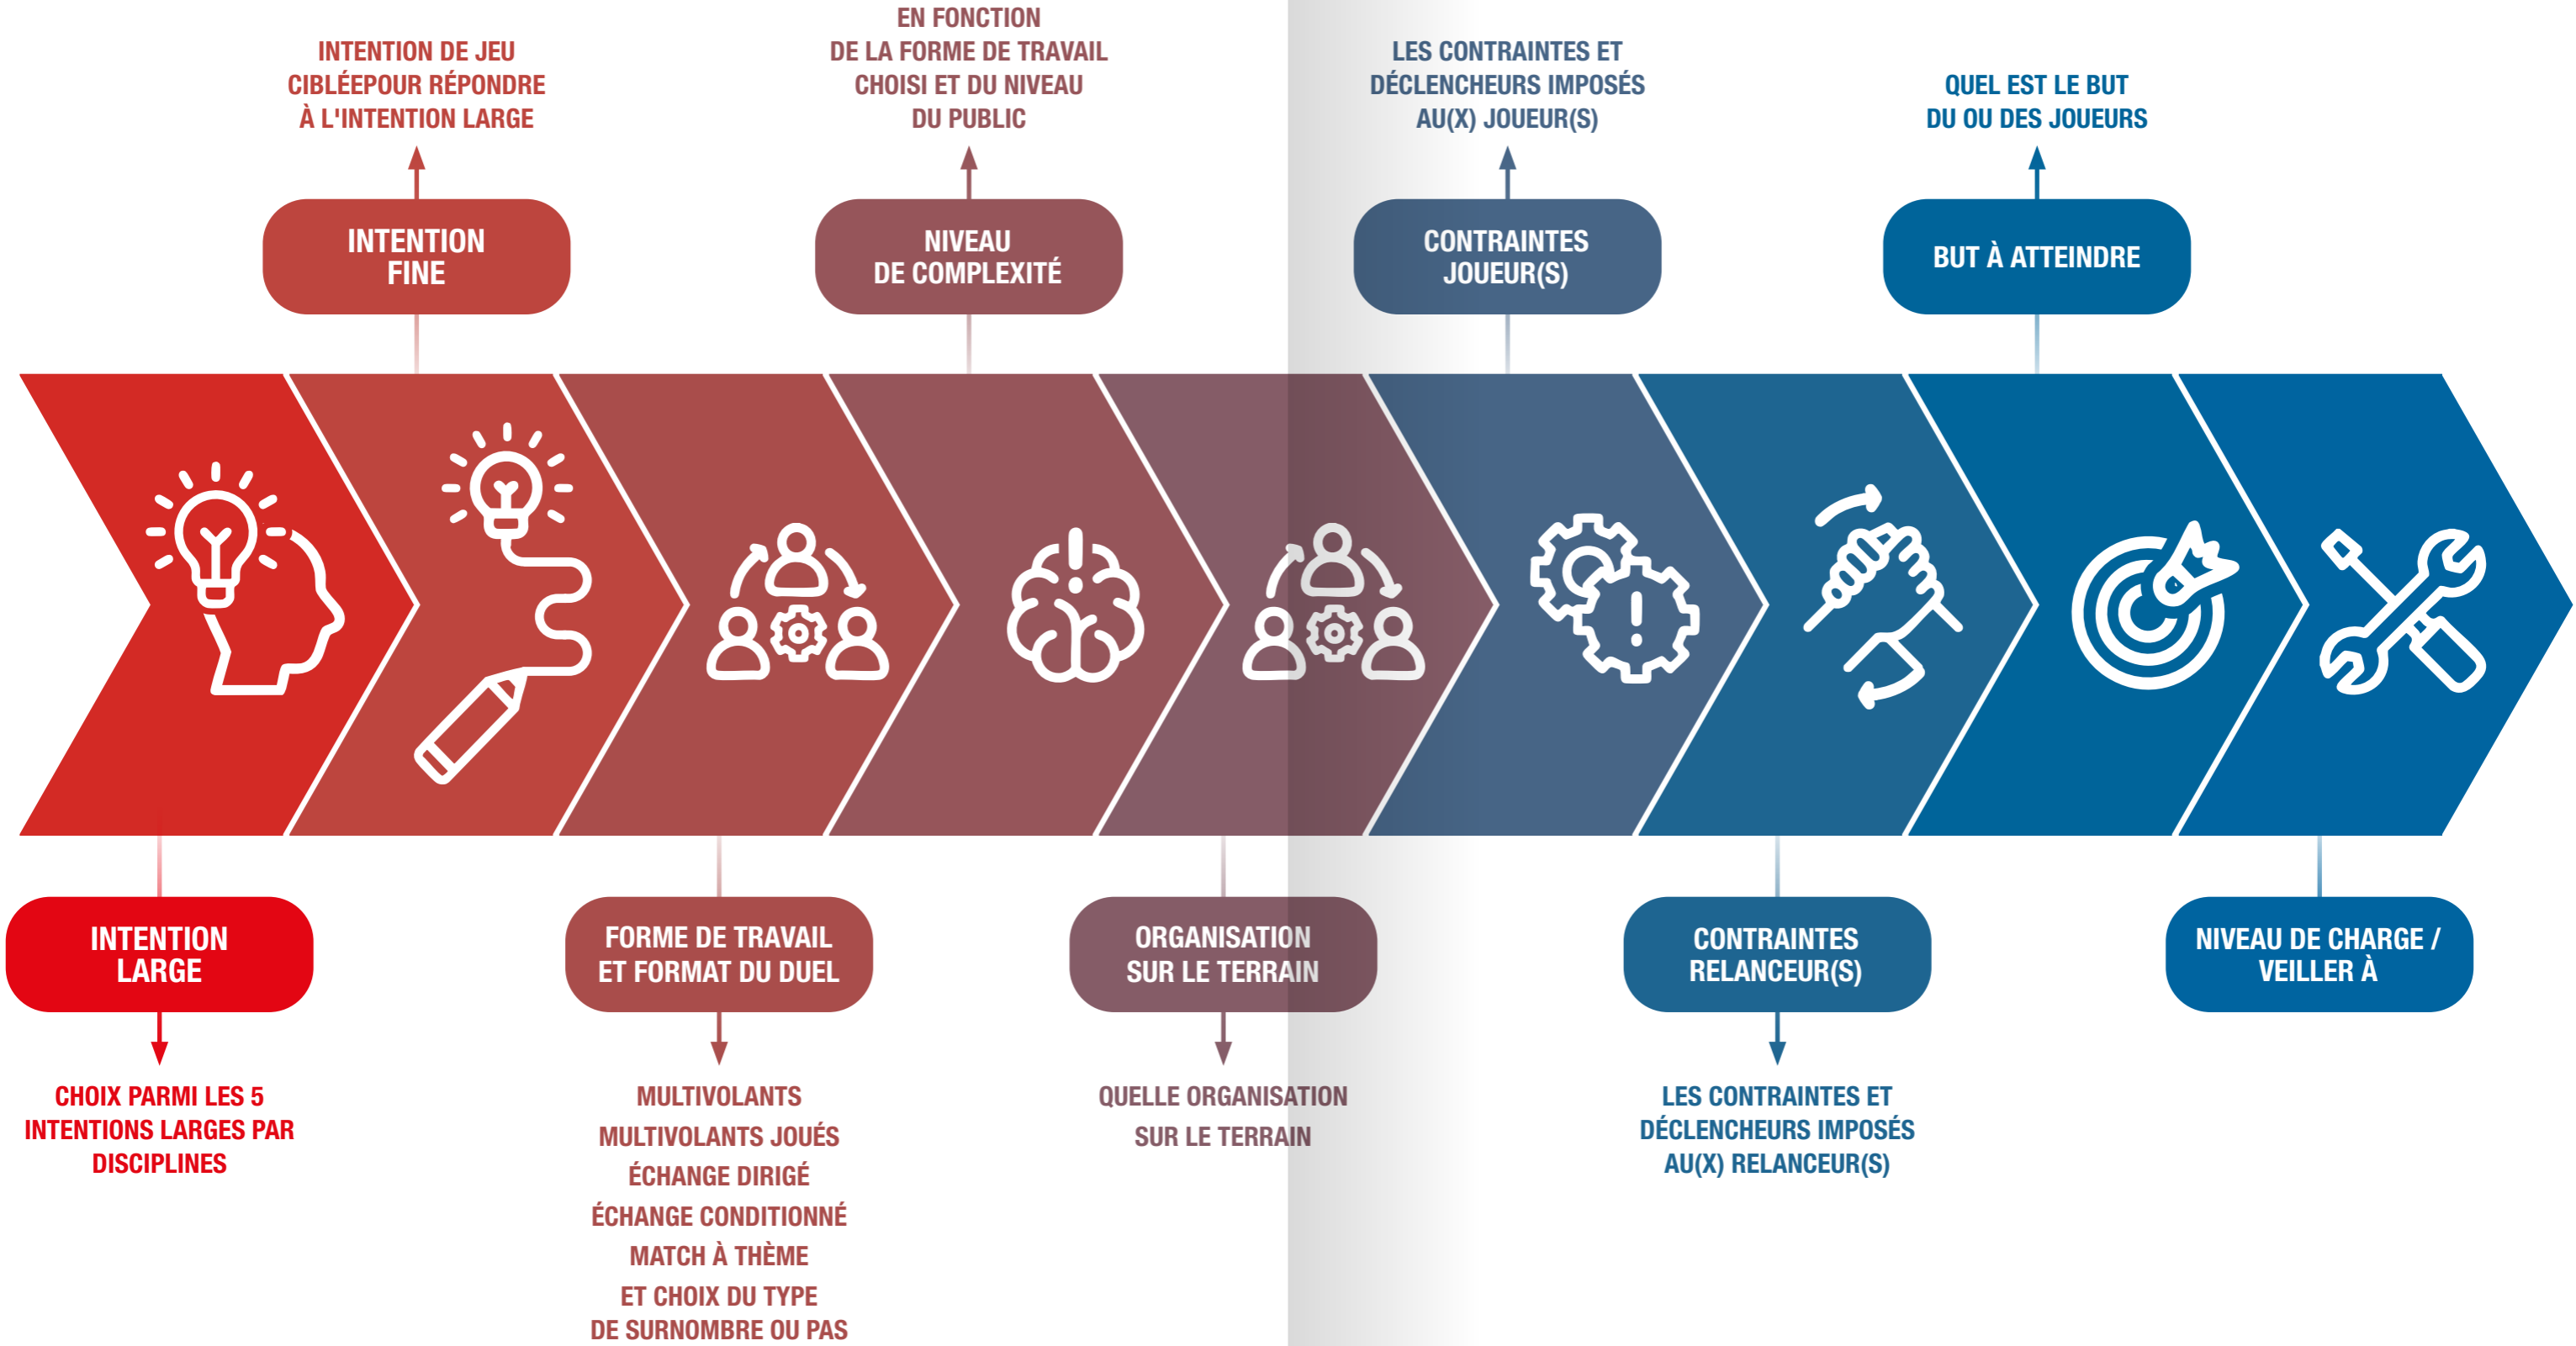 INTENTION DE JEU
CIBLÉEPOUR RÉPONDRE
À L'INTENTION LARGE
EN FONCTION
DE LA FORME DE TRAVAIL
CHOISI ET DU NIVEAU
DU PUBLIC
LES CONTRAINTES ET
DÉCLENCHEURS IMPOSÉS
AU(X) JOUEUR(S)
QUEL EST LE BUT
DU OU DES JOUEURS
INTENTION
FINE
NIVEAU
DE COMPLEXITÉ
CONTRAINTES
JOUEUR(S)
BUT À ATTEINDRE
INTENTION
LARGE
FORME DE TRAVAIL
ET FORMAT DU DUEL
ORGANISATION
SUR LE TERRAIN
CONTRAINTES
RELANCEUR(S)
NIVEAU DE CHARGE /
VEILLER À
CHOIX PARMI LES 5
INTENTIONS LARGES PAR
DISCIPLINES
MULTIVOLANTS
MULTIVOLANTS JOUÉS
ÉCHANGE DIRIGÉ
ÉCHANGE CONDITIONNÉ
MATCH À THÈME
ET CHOIX DU TYPE
DE SURNOMBRE OU PAS
QUELLE ORGANISATION
SUR LE TERRAIN
LES CONTRAINTES ET
DÉCLENCHEURS IMPOSÉS
AU(X) RELANCEUR(S)